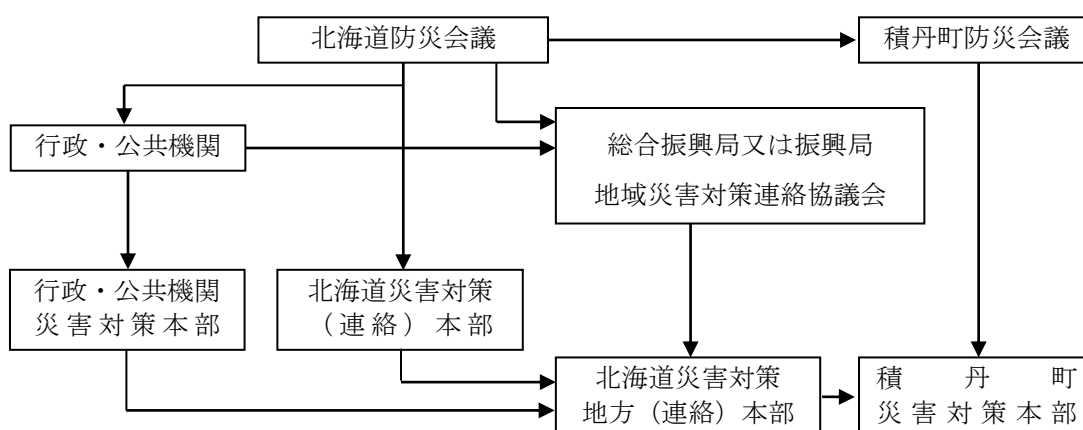 北海道防災会議
積丹町防災会議
行政・公共機関
総合振興局又は振興局
地域災害対策連絡協議会
行政・公共機関
災害対策本部
北海道災害対策
（連絡）本部
北海道災害対策
地方（連絡）本部
積丹町
災害対策本部